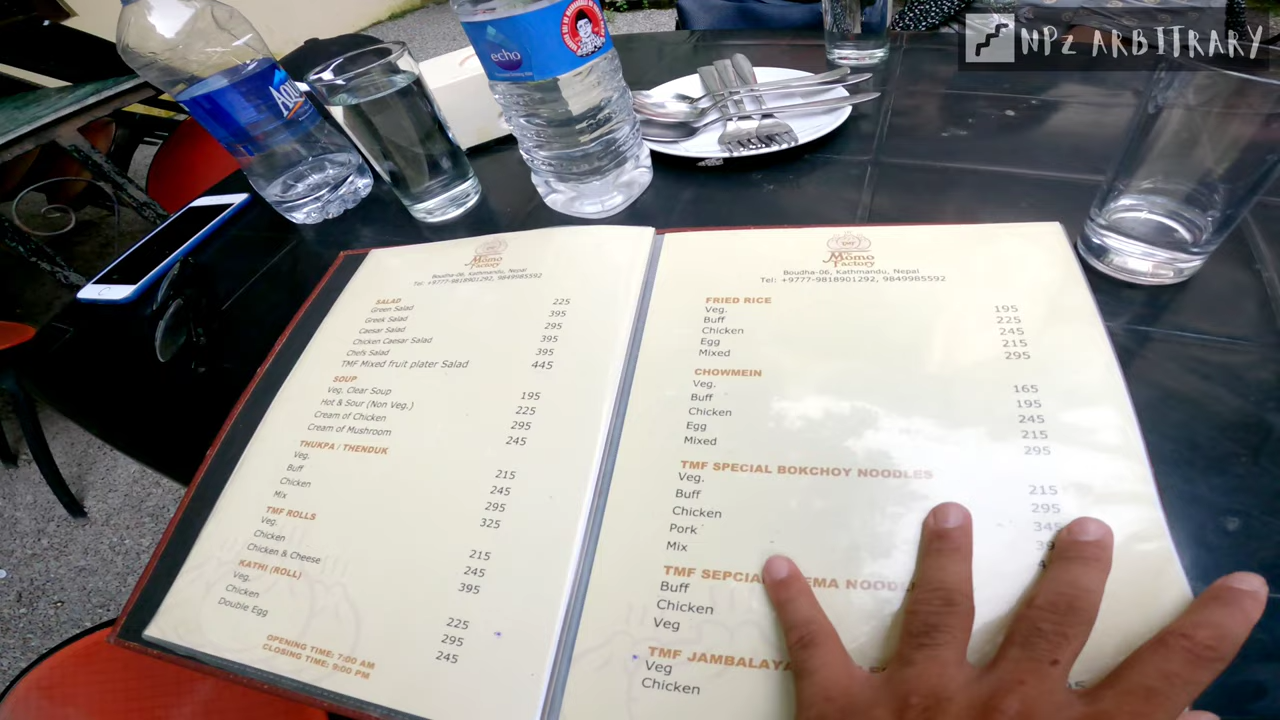 NPz ARBITRARY
Aqu
echo
TMF
Momo
Factory
Boudha-06, Kathmandu, Nepal
Tel: +9777-9818901292, 9849985592
SALAD
Green Salad 225
Greek Salad 395
Caesar Salad 295
Chicken Caesar Salad 395
Chefs Salad 395
TMF Mixed fruit plater Salad 445
SOUP
Veg. Clear Soup 195
Hot & Sour (Non Veg.) 225
Cream of Chicken 295
Cream of Mushroom 245
THUKPA / THENDUK
Veg. 215
Buff 245
Chicken 295
Mix 325
TMF ROLLS
Veg. 215
Chicken 245
Chicken & Cheese 395
KATHI (ROLL)
Veg. 225
Chicken 295
Double Egg 245
OPENING TIME: 7:00 AM
CLOSING TIME: 9:00 PM
TMF
Momo
Factory
Boudha-06, Kathmandu, Nepal
Tel: +9777-9818901292, 9849985592
FRIED RICE
Veg. 195
Buff 225
Chicken 245
Egg 215
Mixed 295
CHOWMEIN
Veg. 165
Buff 195
Chicken 245
Egg 215
Mixed 295
TMF SPECIAL BOKCHOY NOODLES
Veg. 215
Buff 295
Chicken 345
Pork
Mix
TMF
Buff
Chicken
Veg
TMF JAMBALAYA
Veg
Chicken